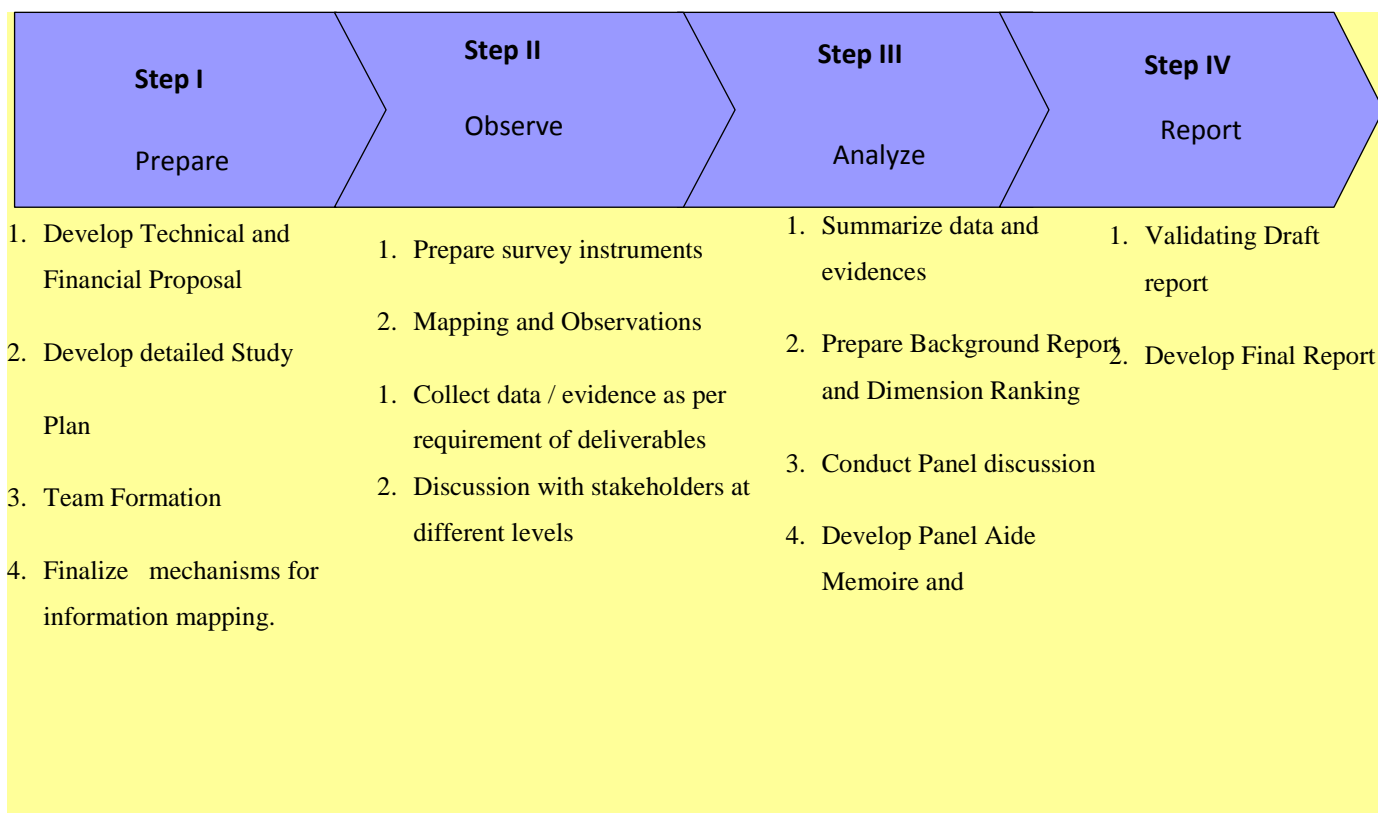 Step I
Prepare
Step II
Observe
Step III
Analyze
Step IV
Report
1. Develop Technical and
Financial Proposal
2. Develop detailed Study
Plan
3. Team Formation
4. Finalize mechanisms for
information mapping.
1. Prepare survey instruments
2. Mapping and Observations
1. Collect data / evidence as per
requirement of deliverables
2. Discussion with stakeholders at
different levels
1. Summarize data and
evidences
2. Prepare Background Report
and Dimension Ranking
3. Conduct Panel discussion
4. Develop Panel Aide
Memoire and
1. Validating Draft
report
2. Develop Final Report